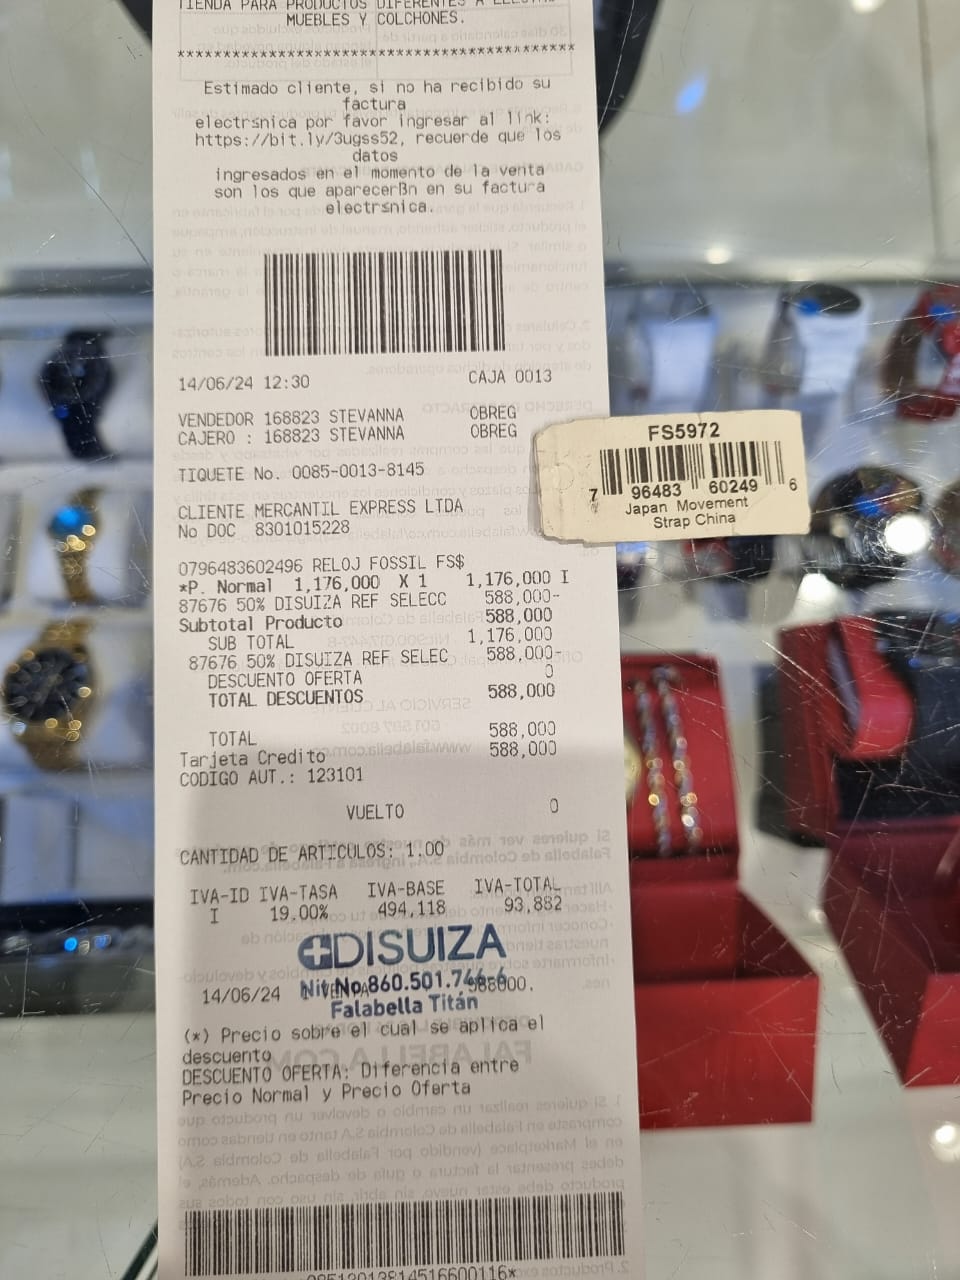 TIENDA PARA PRODUCTOS DIFERENTES A ELECTRO
MUEBLES Y COLCHONES.
****************************************
Estimado cliente, si no ha recibido su
factura
electrsnica por favor ingresar al link:
https://bit.ly/3ugss52, recuerde que los
datos
ingresados en el momento de la venta
son los que aparecerßn en su factura
electrsnica.
14/06/24 12:30 CAJA 0013
VENDEDOR 168823 STEVANNA OBREG
CAJERO : 168823 STEVANNA OBREG
TIQUETE No. 0085-0013-8145
CLIENTE MERCANTIL EXPRESS LTDA
No DOC 8301015228
0796483602496 RELOJ FOSSIL FS$
*P. Normal 1,176,000 X 1 1,176,000 I
87676 50% DISUIZA REF SELECC 588,000-
Subtotal Producto 588,000
SUB TOTAL 1,176,000
87676 50% DISUIZA REF SELEC 588,000-
DESCUENTO OFERTA 0
TOTAL DESCUENTOS 588,000
TOTAL 588,000
Tarjeta Credito 588,000
CODIGO AUT.: 123101
VUELTO 0
CANTIDAD DE ARTICULOS: 1.00
IVA-ID IVA-TASA IVA-BASE IVA-TOTAL
I 19.00% 494,118 93,882
DISUIZA
Nit No.860.501.746-6
14/06/24
Falabella Titán
(*) Precio sobre el cual se aplica el
descuento
DESCUENTO OFERTA: Diferencia entre
Precio Normal y Precio Oferta
FS5972
7 96483 60249 6
Japan Movement
Strap China